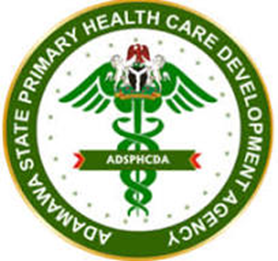 ADAMAWA STATE PRIMARY HEALTH CARE DEVELOPMENT AGENCY
ADSPHCDA